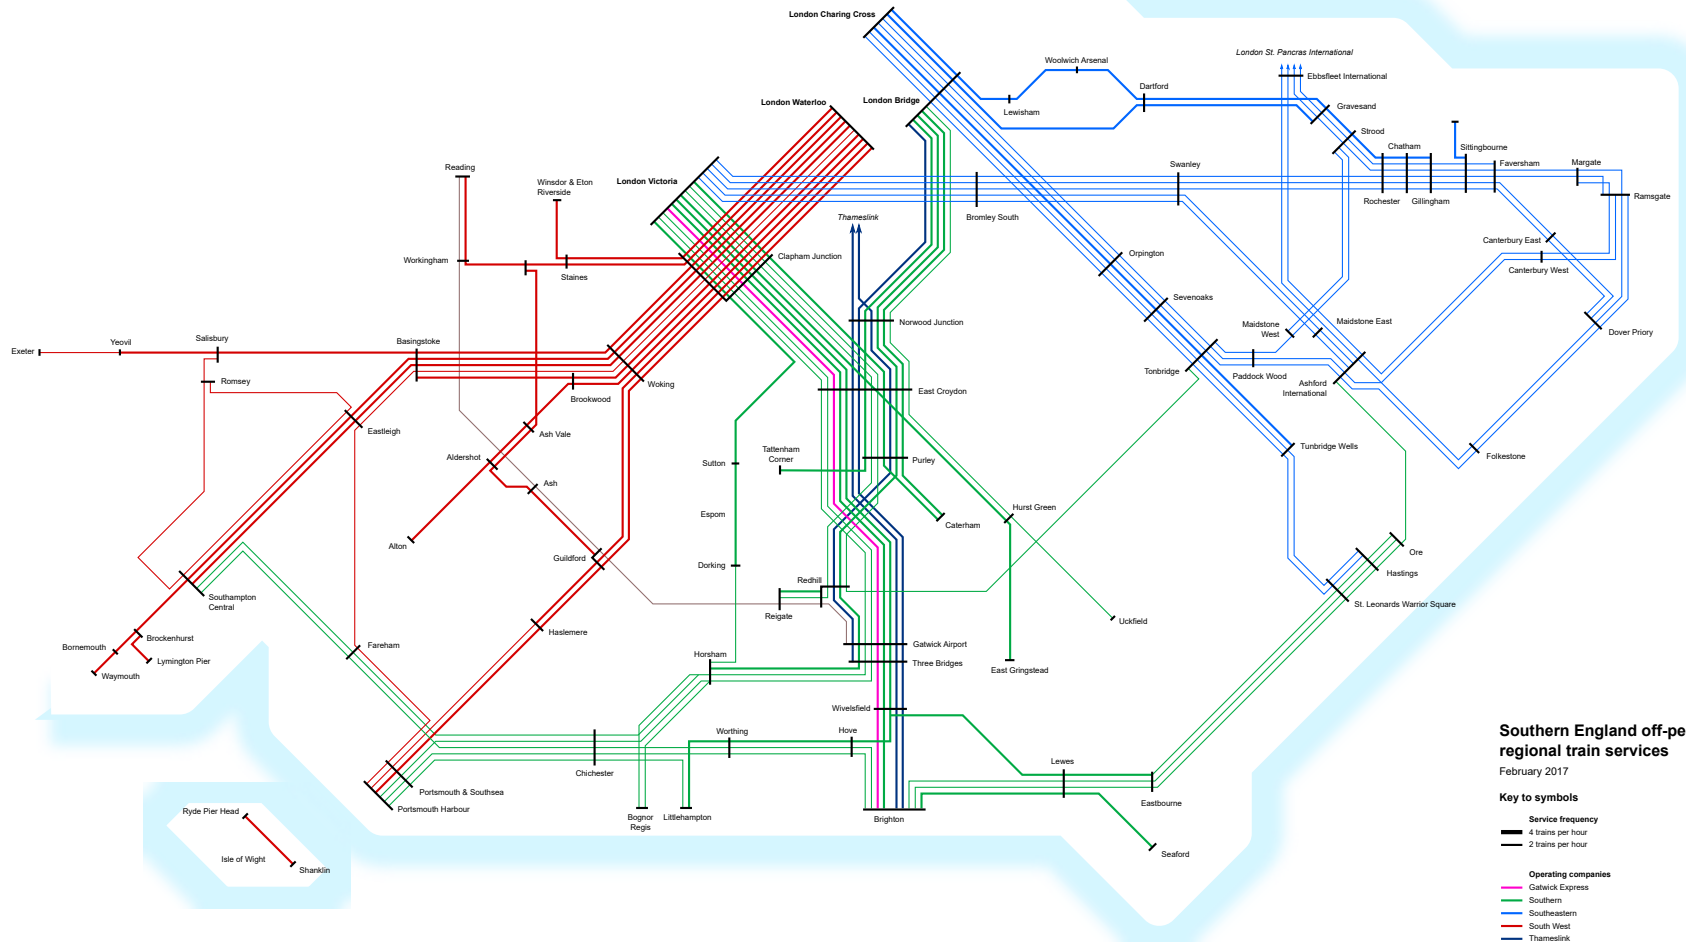 London Charing Cross
London St. Pancras International
Woolwich Arsenal
Ebbsfleet International
Dartford
London Waterloo
London Bridge
Gravesand
Lewisham
Strood
Chatham
Sittingbourne
Reading
Swanley
Faversham
Margate
Winsdor & Eton
Riverside
London Victoria
Rochester
Gillingham
Ramsgate
Thameslink
Bromley South
Canterbury East
Workingham
Clapham Junction
Orpington
Canterbury West
Staines
Sevenoaks
Norwood Junction
Maidstone
West
Maidstone East
Dover Priory
Exeter
Yeovil
Salisbury
Basingstoke
Romsey
Woking
Tonbridge
Paddock Wood
Ashford
International
Brookwood
East Croydon
Eastleigh
Ash Vale
Tunbridge Wells
Aldershot
Sutton
Tattenham
Corner
Purley
Folkestone
Ash
Espom
Hurst Green
Caterham
Alton
Guildford
Dorking
Ore
Hastings
Southampton
Central
Redhill
Reigate
St. Leonards Warrior Square
Uckfield
Brockenhurst
Haslemere
Bornemouth
Lymington Pier
Fareham
Gatwick Airport
Horsham
Three Bridges
East Gringstead
Waymouth
Wivelsfield
Worthing
Hove
Southern England off-pe
regional train services
Chichester
Lewes
February 2017
Portsmouth & Southsea
Eastbourne
Key to symbols
Portsmouth Harbour
Ryde Pier Head
Bognor
Regis
Littlehampton
Brighton
Service frequency
4 trains per hour
2 trains per hour
Isle of Wight
Shanklin
Seaford
Operating companies
Gatwick Express
Southern
Southeastern
South West
Thameslink